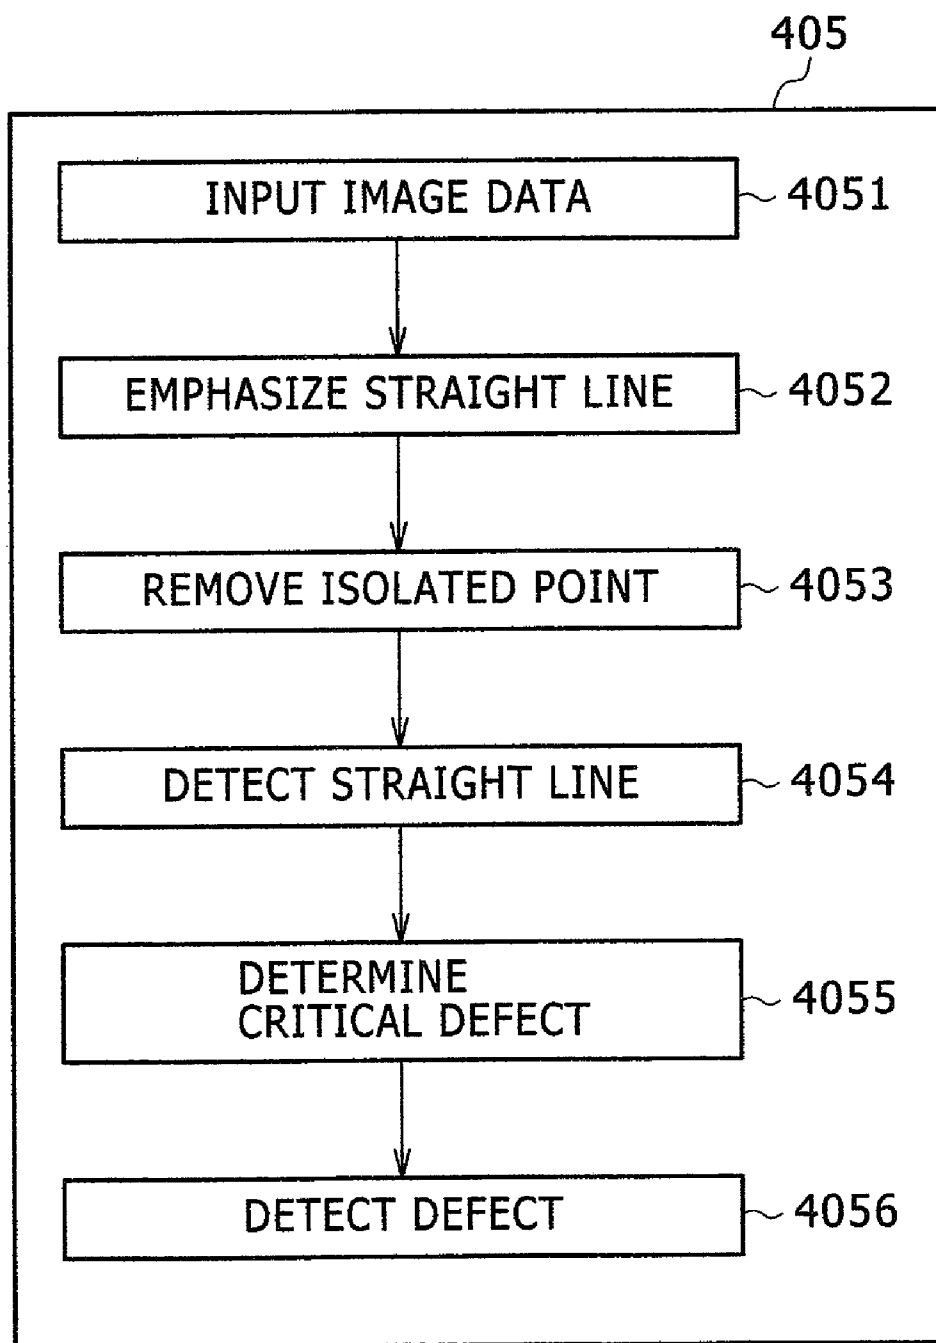 405
INPUT IMAGE DATA 4051
EMPHASIZE STRAIGHT LINE 4052
REMOVE ISOLATED POINT 4053
DETECT STRAIGHT LINE 4054
DETERMINE
CRITICAL DEFECT 4055
DETECT DEFECT 4056